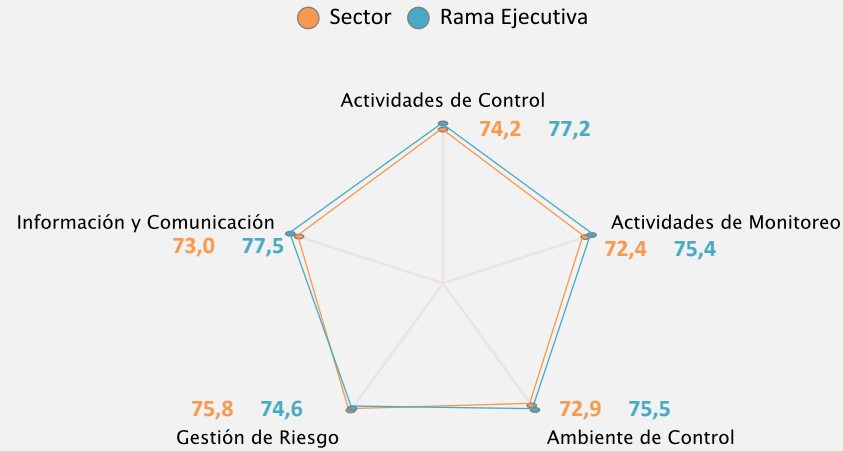 Sector Rama Ejecutiva
Actividades de Control
74,2 77,2
Información y Comunicación
73,0 77,5
Actividades de Monitoreo
72,4 75,4
75,8 74,6
Gestión de Riesgo
72,9 75,5
Ambiente de Control